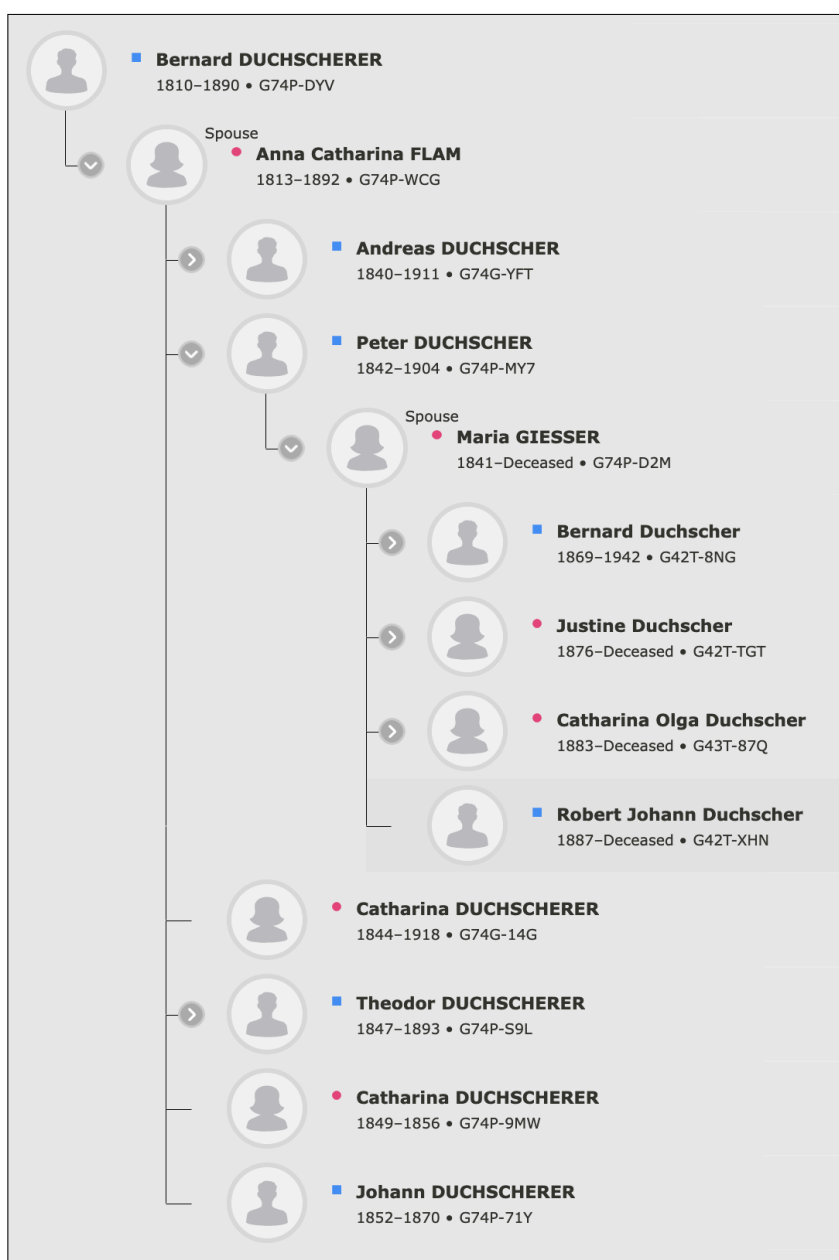 Bernard DUCHSCHERER
1810–1890 • G74P-DYV
Spouse
Anna Catharina FLAM
1813–1892 • G74P-WCG
Andreas DUCHSCHER
1840–1911 • G74G-YFT
Peter DUCHSCHER
1842–1904 • G74P-MY7
Spouse
Maria GIESSER
1841–Deceased • G74P-D2M
Bernard Duchscher
1869–1942 • G42T-8NG
Justine Duchscher
1876–Deceased • G42T-TGT
Catharina Olga Duchscher
1883–Deceased • G43T-87Q
Robert Johann Duchscher
1887–Deceased • G42T-XHN
Catharina DUCHSCHERER
1844–1918 • G74G-14G
Theodor DUCHSCHERER
1847–1893 • G74P-S9L
Catharina DUCHSCHERER
1849–1856 • G74P-9MW
Johann DUCHSCHERER
1852–1870 • G74P-71Y